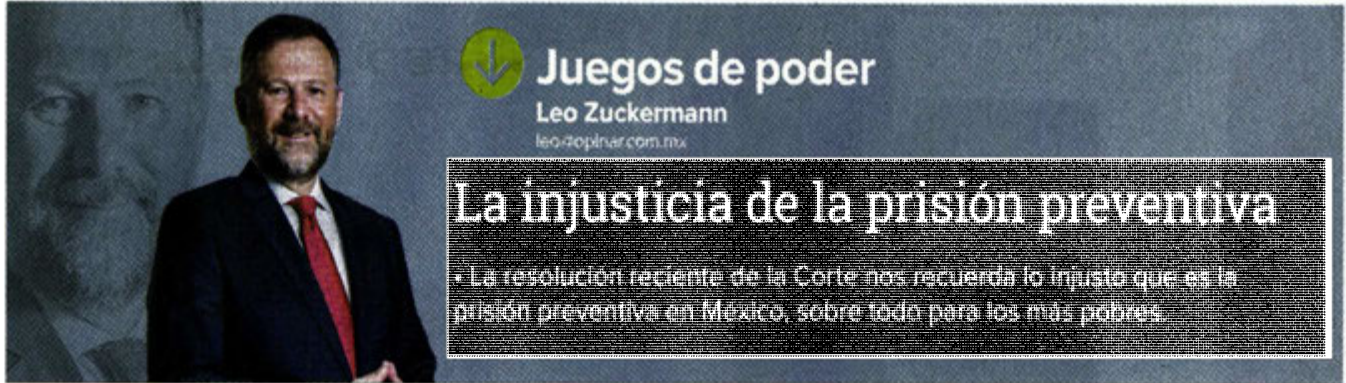 Juegos de poder
Leo Zuckermann
leo@opinar.com.mx
La injusticia de la prisión preventiva
• La resolución reciente de la Corte nos recuerda lo injusto que es la
prisión preventiva en México, sobre todo para los más pobres.